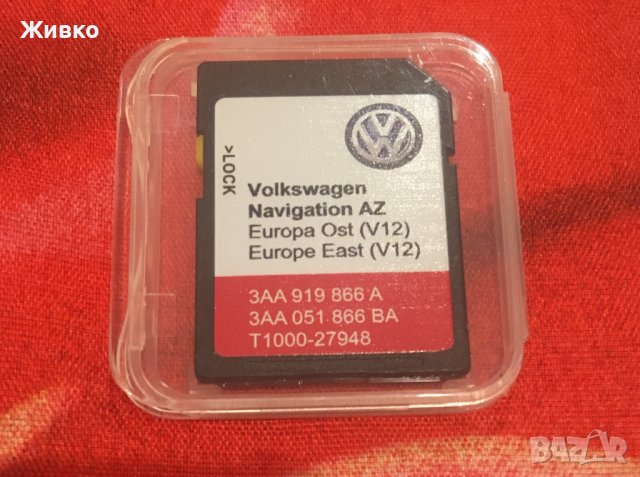 Живко
>LOCK
Volkswagen
Navigation AZ
Europa Ost (V12)
Europe East (V12)
3AA 919 866 A
3AA 051 866 BA
T1000-27948
BAZAR